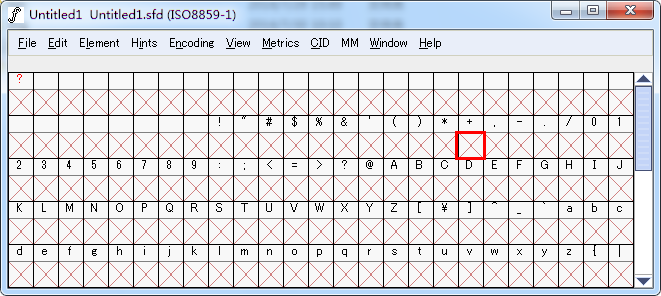 Untitled1 Untitled1.sfd (ISO8859-1)
File Edit Element Hints Encoding View Metrics CID MM Window Help
?
! " # $ % & ' ( ) * + , - . / 0 1
2 3 4 5 6 7 8 9 : ; < = > ? @ A B C D E F G H I J
K L M N O P Q R S T U V W X Y Z [ ¥ ] ^ _ ` a b c
d e f g h i j k l m n o p q r s t u v w x y z { |